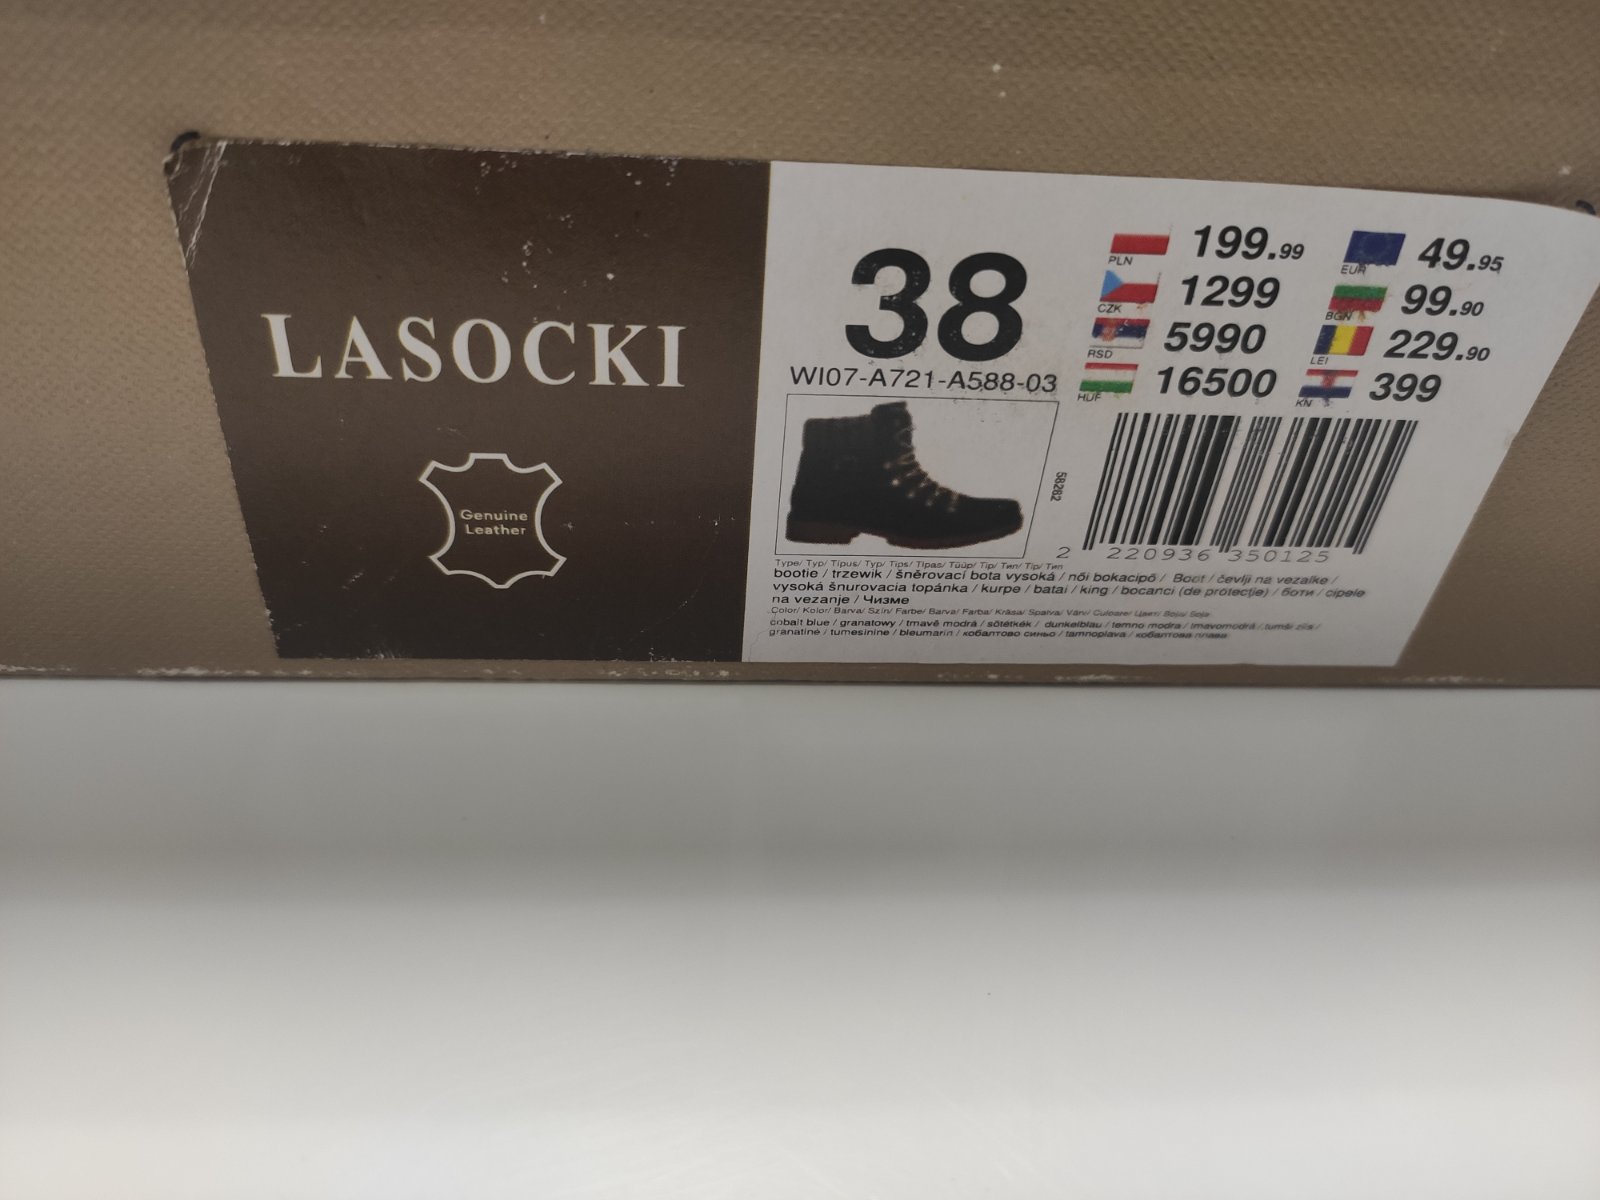 LASOCKI
Genuine
Leather
38
WI07-A721-A588-03
PLN 199.99
EUR 49.95
CZK 1299
BGN 99.90
RSD 5990
LEI 229.90
HUF 16500
KN 399
58282
2 220936 350125
Type/ Typ/ Típus/ Typ/ Tips/ Tipas/ Tüüp/ Tip/ Тип/ Tip/ Тип
bootie / trzewik / šněrovací bota vysoká / női bokacipő / Boot / čevlji na vezalke /
vysoká šnurovacia topánka / kurpe / batai / king / bocanci (de protecție) / боти / cipele
na vezanje / Чизме
Color/ Kolor/ Barva/ Szín/ Farbe/ Barva/ Farba/ Krāsa/ Spalva/ Värv/ Culoare/ Цвят/ Boja/ Boja
cobalt blue / granatowy / tmavě modrá / sötétkék / dunkelblau / temno modra / tmavomodrá / tumši zils /
granatinė / tumesinine / bleumarin / кобалтово синьо / tamnoplava / кобалтова плава